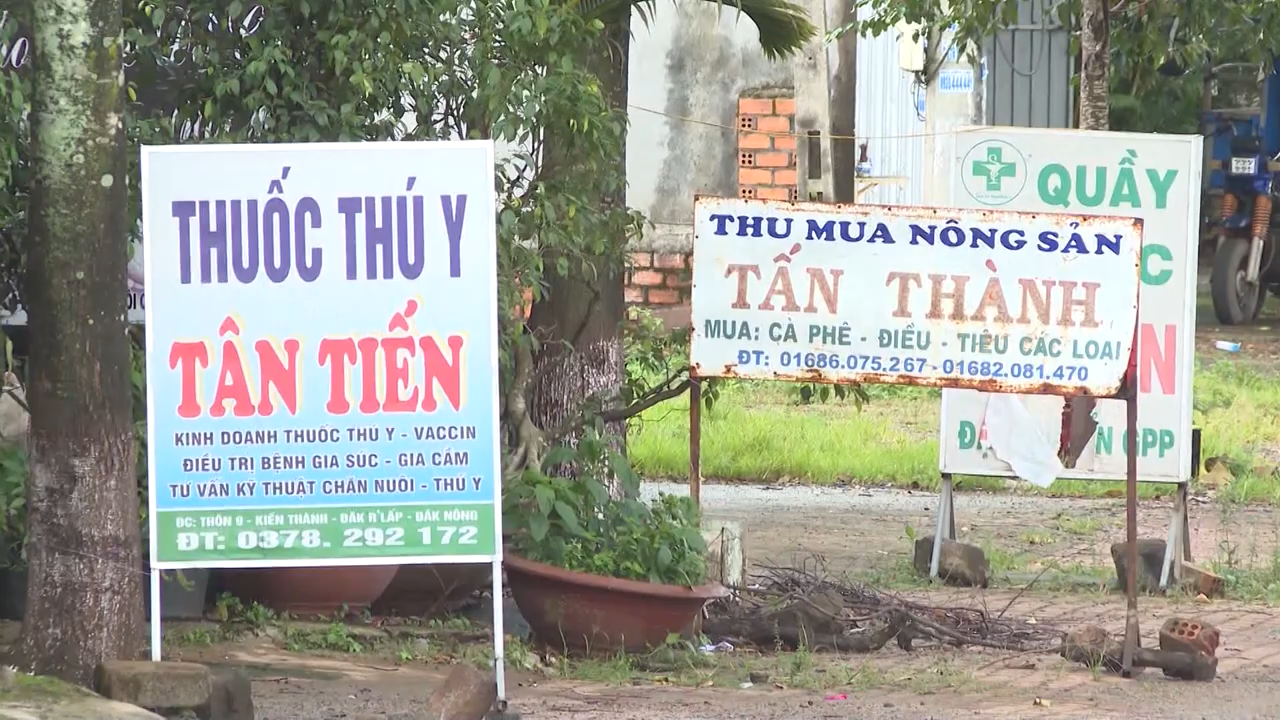 THUỐC THÚ Y
TÂN TIẾN
KINH DOANH THUỐC THÚ Y - VACCIN
ĐIỀU TRỊ BỆNH GIA SÚC - GIA CẦM
TƯ VẤN KỸ THUẬT CHĂN NUÔI - THÚ Y
ĐC: THÔN 9 - KIẾN THÀNH - ĐĂK R'LẤP - ĐĂK NÔNG
ĐT: 0378. 292 172
THU MUA NÔNG SẢN
TẤN THÀNH
MUA: CÀ PHÊ - ĐIỀU - TIÊU CÁC LOẠI
ĐT: 01686.075.267 - 01682.081.470
QUẦY
GPP